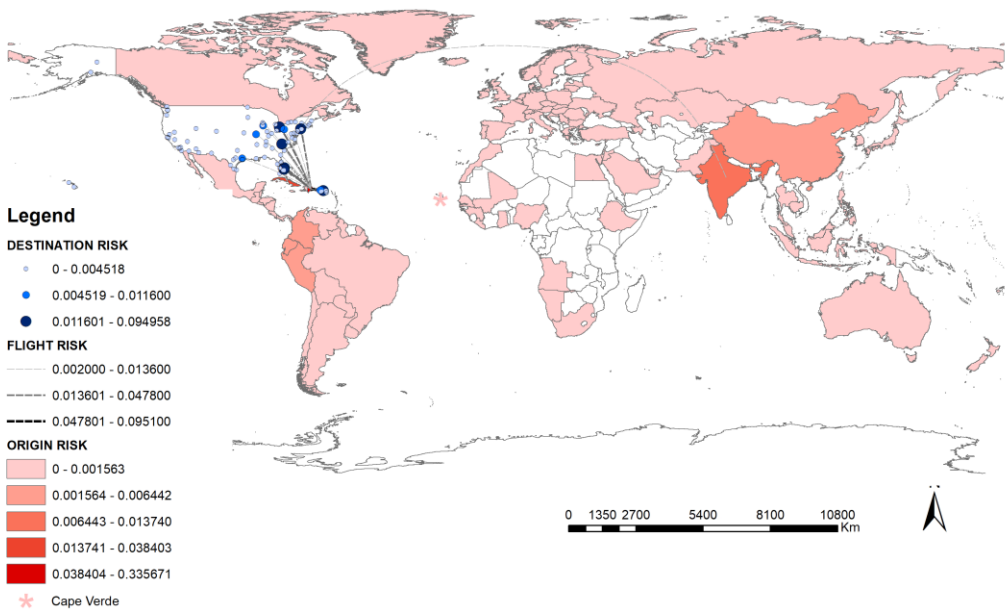 Legend
DESTINATION RISK
0 - 0.004518
0.004519 - 0.011600
0.011601 - 0.094958
FLIGHT RISK
0.002000 - 0.013600
0.013601 - 0.047800
0.047801 - 0.095100
ORIGIN RISK
0 - 0.001563
0.001564 - 0.006442
0.006443 - 0.013740
0.013741 - 0.038403
0.038404 - 0.335671
Cape Verde
0 1350 2700 5400 8100 10800
Km